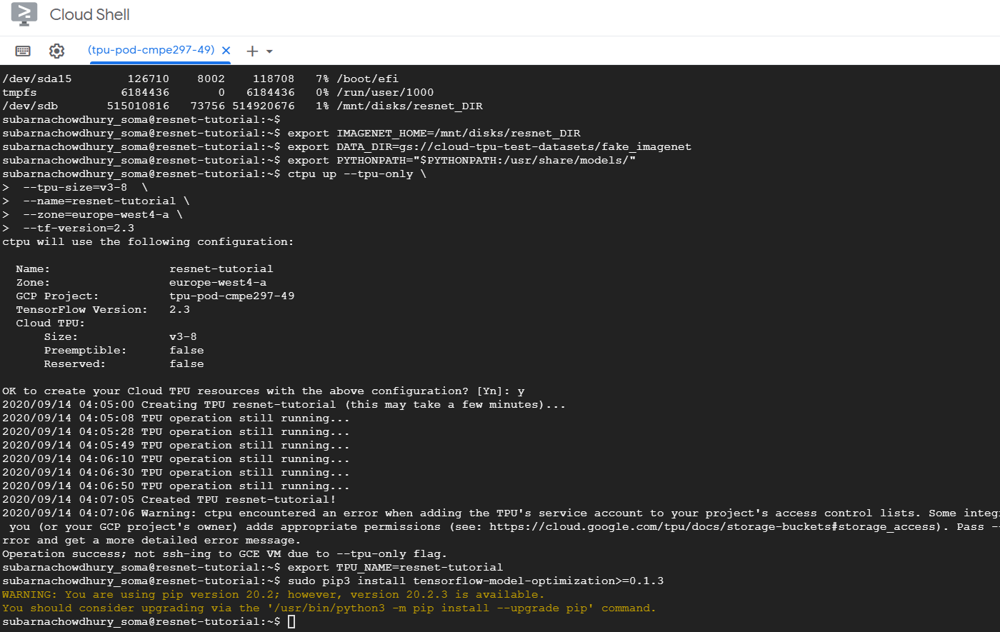 Cloud Shell
(tpu-pod-cmpe297-49)
/dev/sda15 126710 8002 118708 7% /boot/efi
tmpfs 6184436 0 6184436 0% /run/user/1000
/dev/sdb 515010816 73756 514920676 1% /mnt/disks/resnet_DIR
subarnachowdhury_soma@resnet-tutorial:~$
subarnachowdhury_soma@resnet-tutorial:~$ export IMAGENET_HOME=/mnt/disks/resnet_DIR
subarnachowdhury_soma@resnet-tutorial:~$ export DATA_DIR=gs://cloud-tpu-test-datasets/fake_imagenet
subarnachowdhury_soma@resnet-tutorial:~$ export PYTHONPATH="$PYTHONPATH:/usr/share/models/"
subarnachowdhury_soma@resnet-tutorial:~$ ctpu up --tpu-only \
> --tpu-size=v3-8 \
> --name=resnet-tutorial \
> --zone=europe-west4-a \
> --tf-version=2.3
ctpu will use the following configuration:
Name: resnet-tutorial
Zone: europe-west4-a
GCP Project: tpu-pod-cmpe297-49
TensorFlow Version: 2.3
Cloud TPU:
Size: v3-8
Preemptible: false
Reserved: false
OK to create your Cloud TPU resources with the above configuration? [Yn]: y
2020/09/14 04:05:00 Creating TPU resnet-tutorial (this may take a few minutes)...
2020/09/14 04:05:08 TPU operation still running...
2020/09/14 04:05:28 TPU operation still running...
2020/09/14 04:05:49 TPU operation still running...
2020/09/14 04:06:10 TPU operation still running...
2020/09/14 04:06:30 TPU operation still running...
2020/09/14 04:06:50 TPU operation still running...
2020/09/14 04:07:05 Created TPU resnet-tutorial!
2020/09/14 04:07:06 Warning: ctpu encountered an error when adding the TPU's service account to your project's access control lists. Some integ
you (or your GCP project's owner) adds appropriate permissions (see: https://cloud.google.com/tpu/docs/storage-buckets#storage_access). Pass --
rror and get a more detailed error message.
Operation success; not ssh-ing to GCE VM due to --tpu-only flag.
subarnachowdhury_soma@resnet-tutorial:~$ export TPU_NAME=resnet-tutorial
subarnachowdhury_soma@resnet-tutorial:~$ sudo pip3 install tensorflow-model-optimization>=0.1.3
WARNING: You are using pip version 20.2; however, version 20.2.3 is available.
You should consider upgrading via the '/usr/bin/python3 -m pip install --upgrade pip' command.
subarnachowdhury_soma@resnet-tutorial:~$